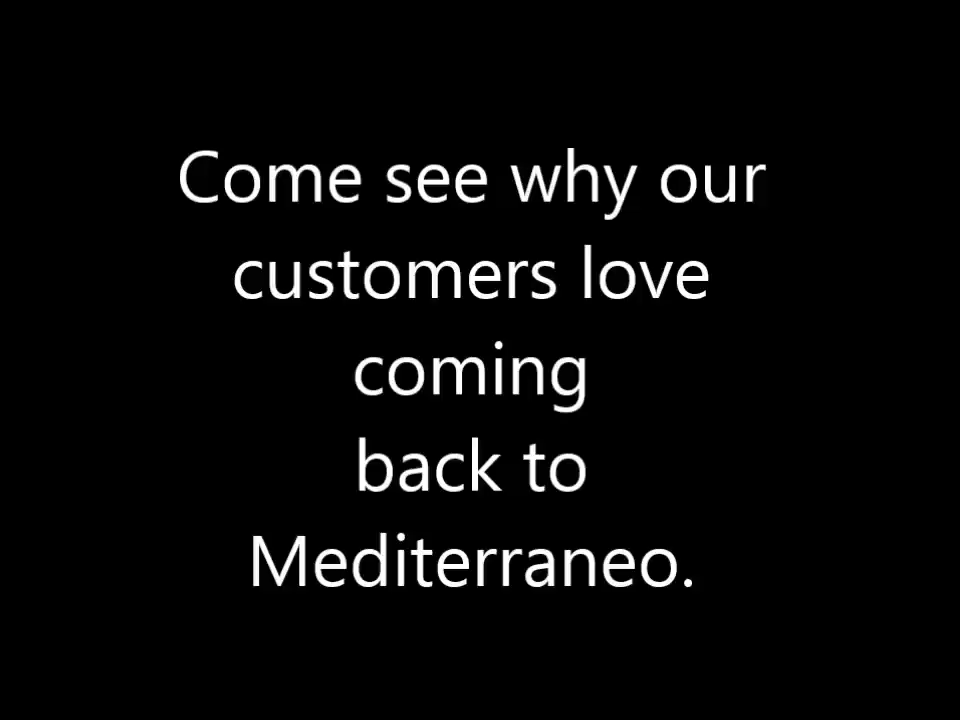 Come see why our
customers love
coming
back to
Mediterraneo.